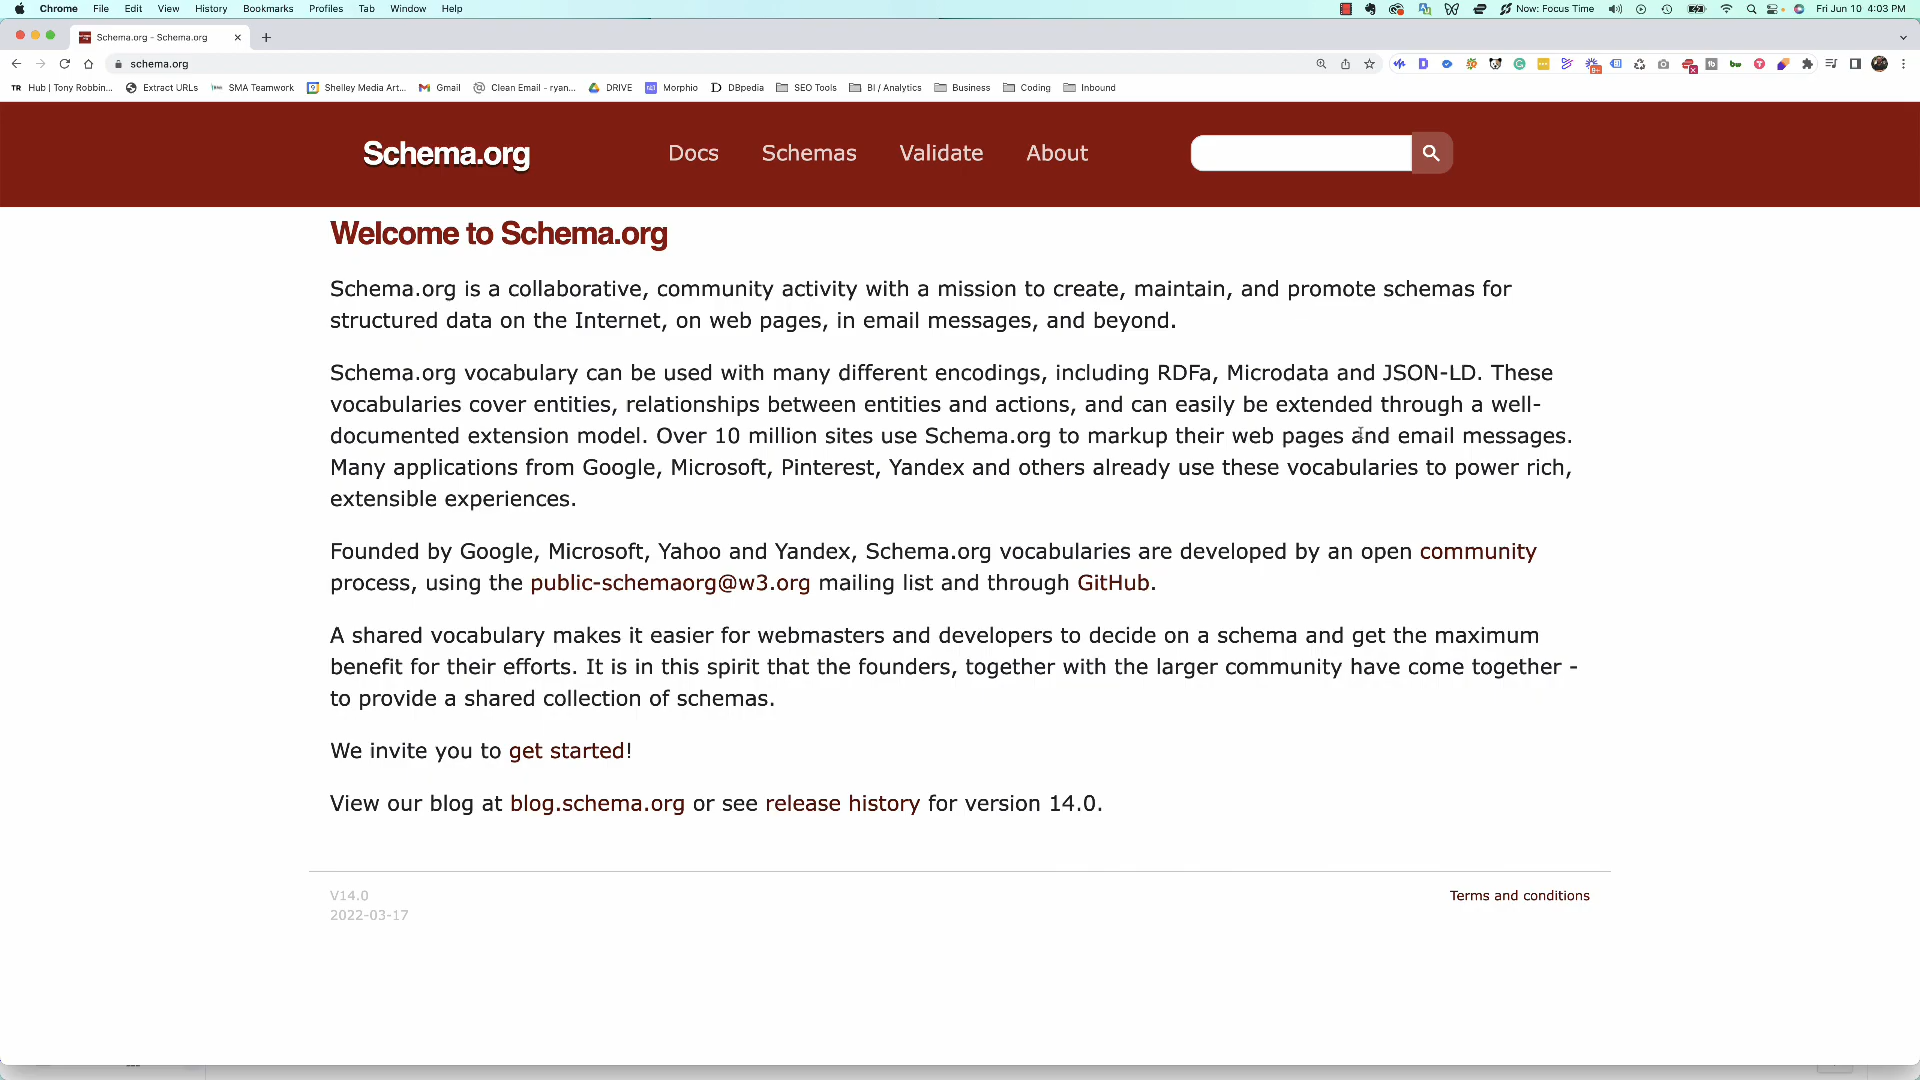 Chrome File Edit View History Bookmarks Profiles Tab Window Help Now: Focus Time Fri Jun 10 4:03 PM
Schema.org - Schema.org
schema.org
TR Hub | Tony Robbin... Extract URLs SMA Teamwork Shelley Media Art... Gmail Clean Email - ryan... DRIVE Morphio DBpedia SEO Tools BI / Analytics Business Coding Inbound
Schema.org Docs Schemas Validate About
Welcome to Schema.org
Schema.org is a collaborative, community activity with a mission to create, maintain, and promote schemas for
structured data on the Internet, on web pages, in email messages, and beyond.
Schema.org vocabulary can be used with many different encodings, including RDFa, Microdata and JSON-LD. These
vocabularies cover entities, relationships between entities and actions, and can easily be extended through a well-
documented extension model. Over 10 million sites use Schema.org to markup their web pages and email messages.
Many applications from Google, Microsoft, Pinterest, Yandex and others already use these vocabularies to power rich,
extensible experiences.
Founded by Google, Microsoft, Yahoo and Yandex, Schema.org vocabularies are developed by an open community
process, using the public-schemaorg@w3.org mailing list and through GitHub.
A shared vocabulary makes it easier for webmasters and developers to decide on a schema and get the maximum
benefit for their efforts. It is in this spirit that the founders, together with the larger community have come together -
to provide a shared collection of schemas.
We invite you to get started!
View our blog at blog.schema.org or see release history for version 14.0.
V14.0 Terms and conditions
2022-03-17